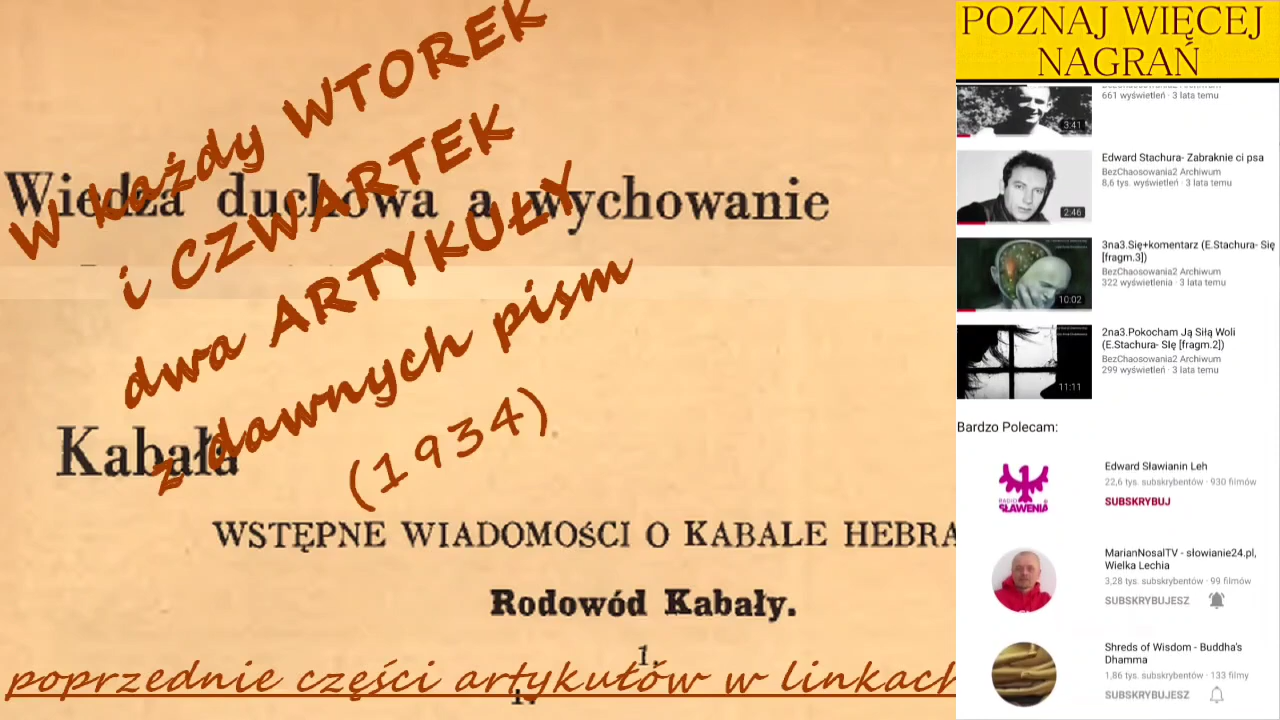 W każdy WTOREK
i CZWARTEK
dwa ARTYKUŁY
z dawnych pism
(1934)
Wiedza duchowa a wychowanie
Kabała
WSTĘPNE WIADOMOŚCI O KABALE HEBRA
Rodowód Kabały.
1.
1.
poprzednie części artykułów w linkach
POZNAJ WIĘCEJ
NAGRAŃ
661 wyświetleń · 3 lata temu
3:41
Edward Stachura- Zabraknie ci psa
BezChaosowania2 Archiwum
8,6 tys. wyświetleń · 3 lata temu
2:46
3na3.Się+komentarz (E.Stachura- Się
[fragm.3])
BezChaosowania2 Archiwum
322 wyświetlenia · 3 lata temu
10:02
2na3.Pokocham Ją Siłą Woli
(E.Stachura- SIę [fragm.2])
BezChaosowania2 Archiwum
299 wyświetleń · 3 lata temu
11:11
Bardzo Polecam:
RADIO
SŁAWENIA
Edward Sławianin Leh
22,6 tys. subskrybentów · 930 filmów
SUBSKRYBUJ
MarianNosalTV - słowianie24.pl,
Wielka Lechia
3,28 tys. subskrybentów · 99 filmów
SUBSKRYBUJESZ
Shreds of Wisdom - Buddha's
Dhamma
1,86 tys. subskrybentów · 133 filmy
SUBSKRYBUJESZ